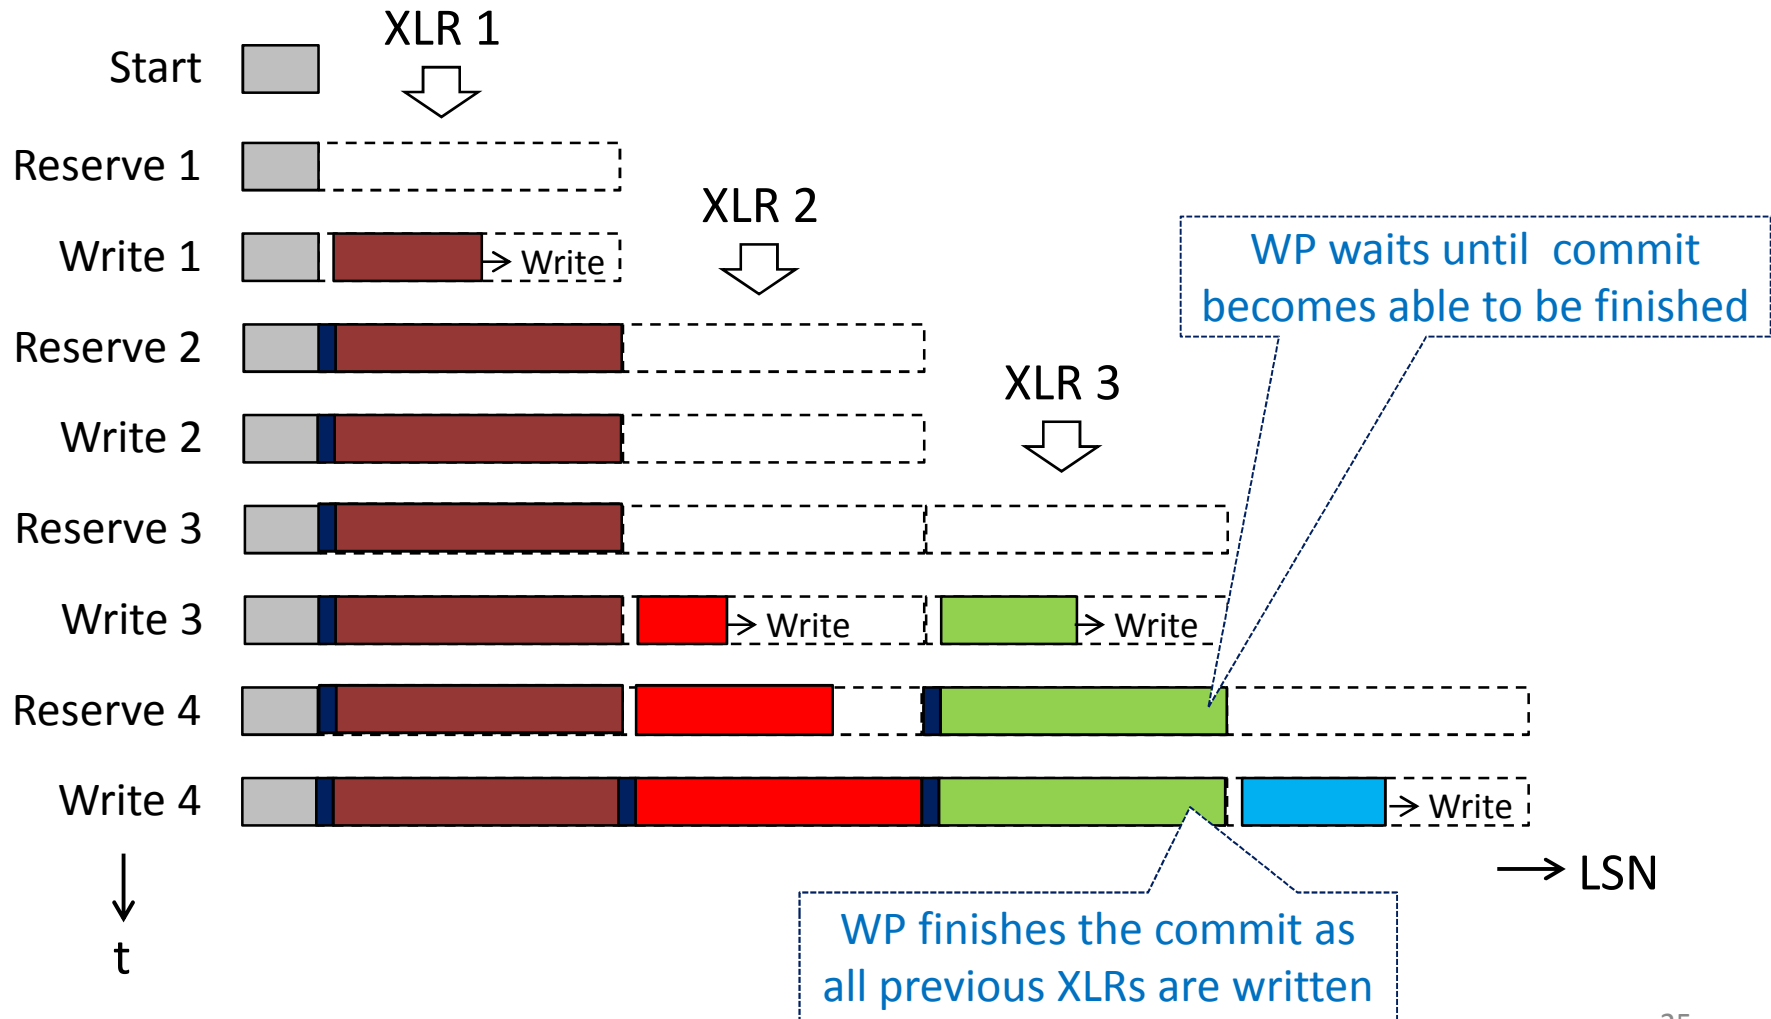 XLR 1
Start
Reserve 1
XLR 2
Write 1
Write
WP waits until commit
becomes able to be finished
Reserve 2
XLR 3
Write 2
Reserve 3
Write 3
Write
Write
Reserve 4
Write 4
Write
LSN
t
WP finishes the commit as
all previous XLRs are written